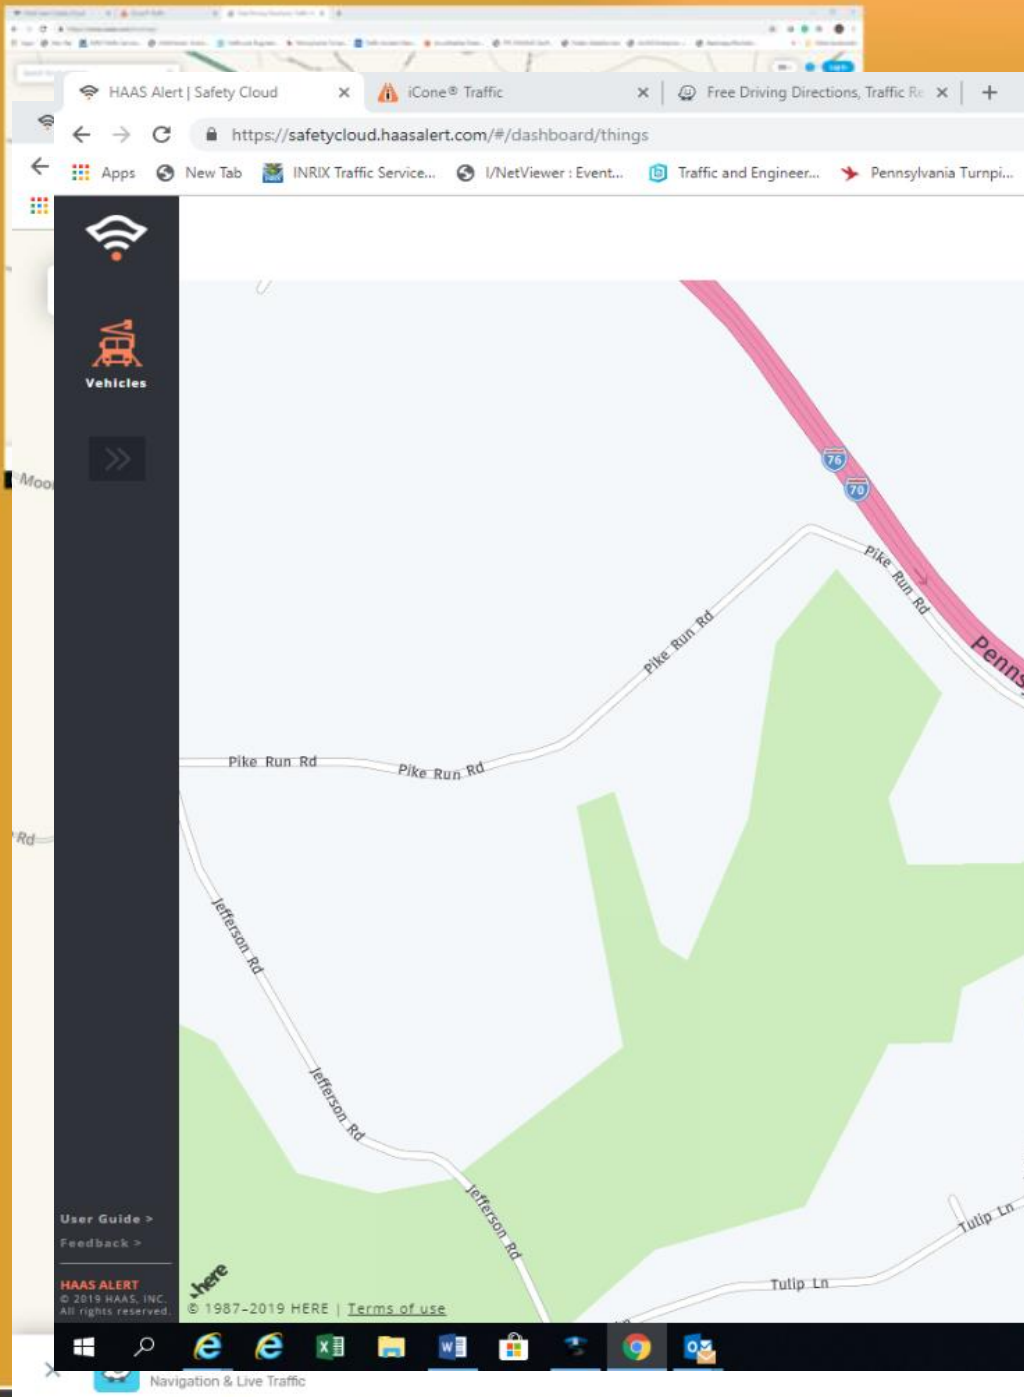 HAAS Alert | Safety Cloud
iCone® Traffic
Free Driving Directions, Traffic Re
https://safetycloud.haasalert.com/#/dashboard/things
Apps
New Tab
INRIX Traffic Service...
I/NetViewer : Event...
Traffic and Engineer...
Pennsylvania Turnpi...
Vehicles
76
70
Moo
Pike Run Rd
Penns
Pike Run Rd
Pike Run Rd
Pike Run Rd
Rd
Jefferson Rd
Jefferson Rd
Jefferson Rd
Tulip Ln
Tulip Ln
User Guide >
Feedback >
HAAS ALERT
© 2019 HAAS, INC.
All rights reserved.
here
© 1987–2019 HERE | Terms of use
Navigation & Live Traffic